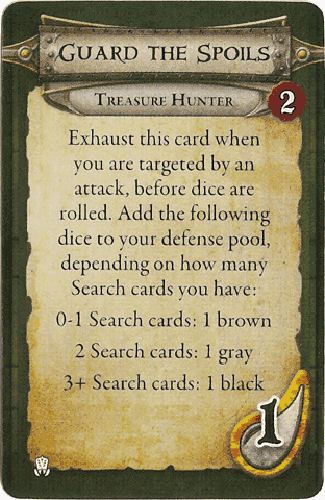 Guard the Spoils
Treasure Hunter
2
Exhaust this card when
you are targeted by an
attack, before dice are
rolled. Add the following
dice to your defense pool,
depending on how many
Search cards you have:
0-1 Search cards: 1 brown
2 Search cards: 1 gray
3+ Search cards: 1 black
1